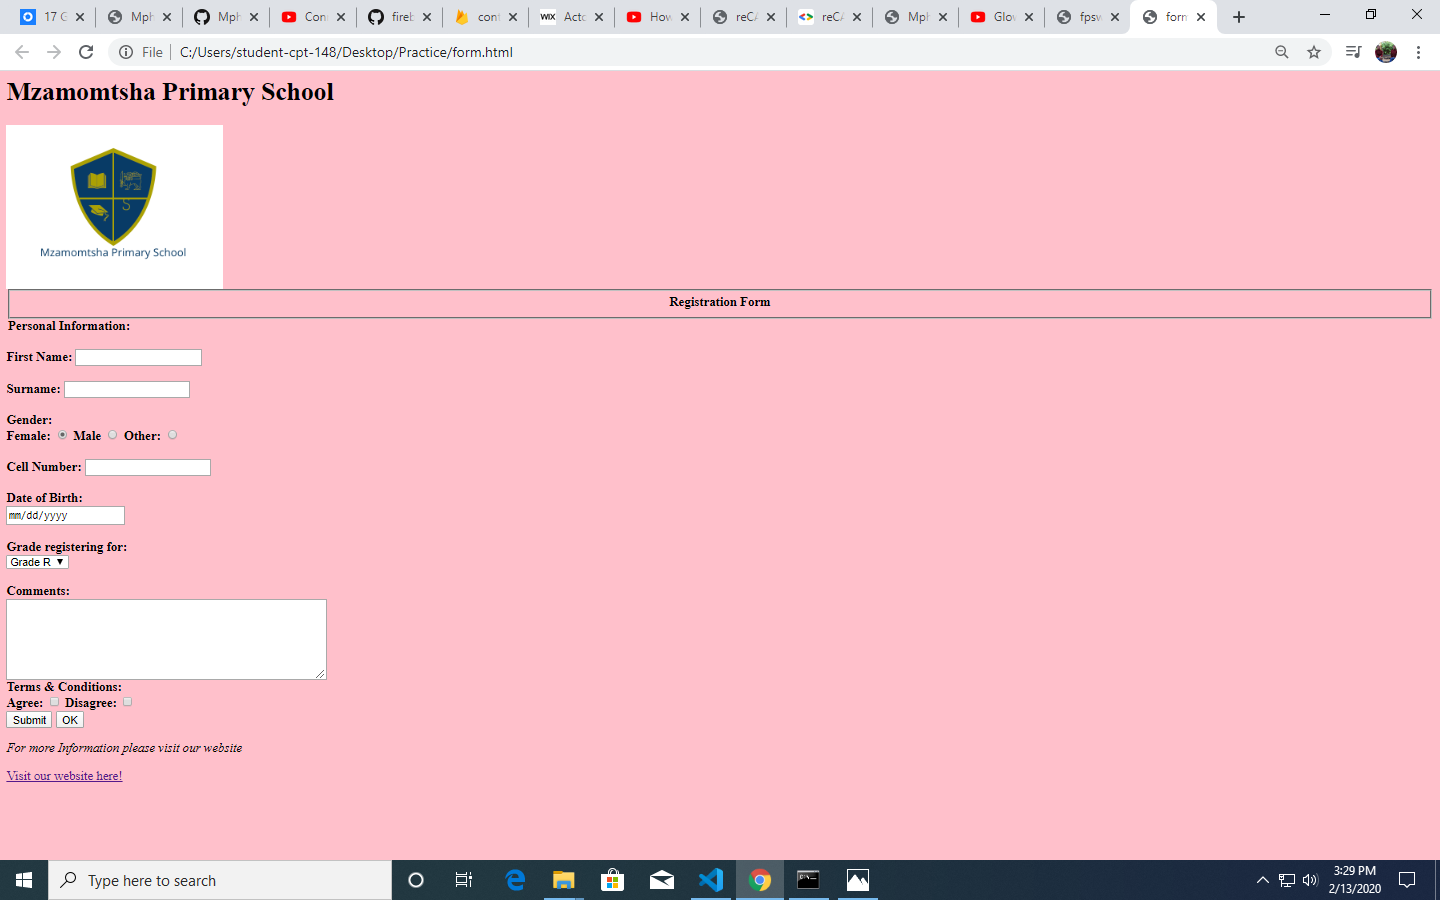 17 G
Mph
Mph
Con
fireb
cont
WIX Acto
How
reCA
reCA
Mph
Glov
fpsw
form
File C:/Users/student-cpt-148/Desktop/Practice/form.html
Mzamomtsha Primary School
S
Mzamomtsha Primary School
Registration Form
Personal Information:
First Name:
Surname:
Gender:
Female: Male Other:
Cell Number:
Date of Birth:
mm/dd/yyyy
Grade registering for:
Grade R
Comments:
Terms & Conditions:
Agree: Disagree:
Submit OK
For more Information please visit our website
Visit our website here!
Type here to search
3:29 PM
2/13/2020